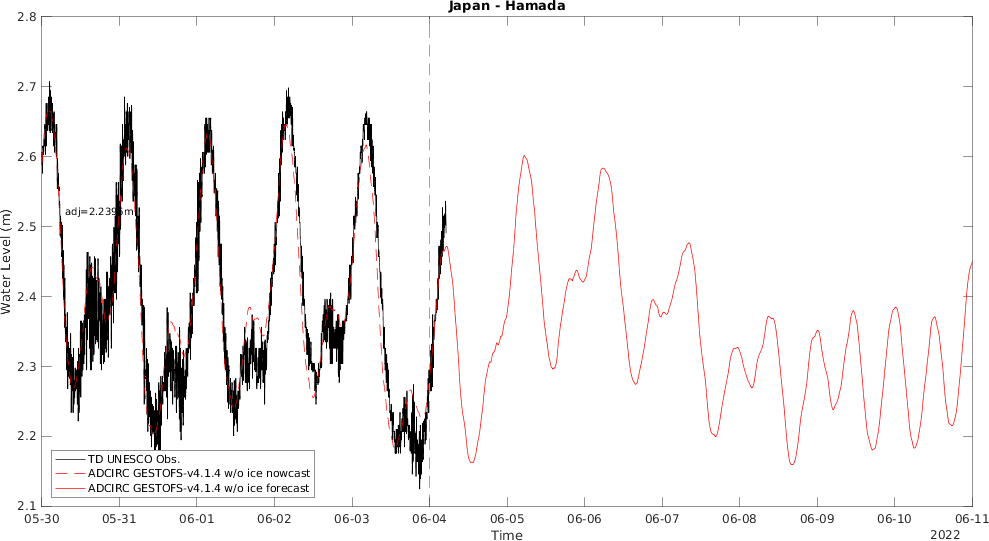 Japan - Hamada
Water Level (m)
2.8
2.7
2.6
2.5
2.4
2.3
2.2
2.1
adj=2.2396m
TD UNESCO Obs.
ADCIRC GESTOFS-v4.1.4 w/o ice nowcast
ADCIRC GESTOFS-v4.1.4 w/o ice forecast
05-30 05-31 06-01 06-02 06-03 06-04 06-05 06-06 06-07 06-08 06-09 06-10 06-11
Time
2022